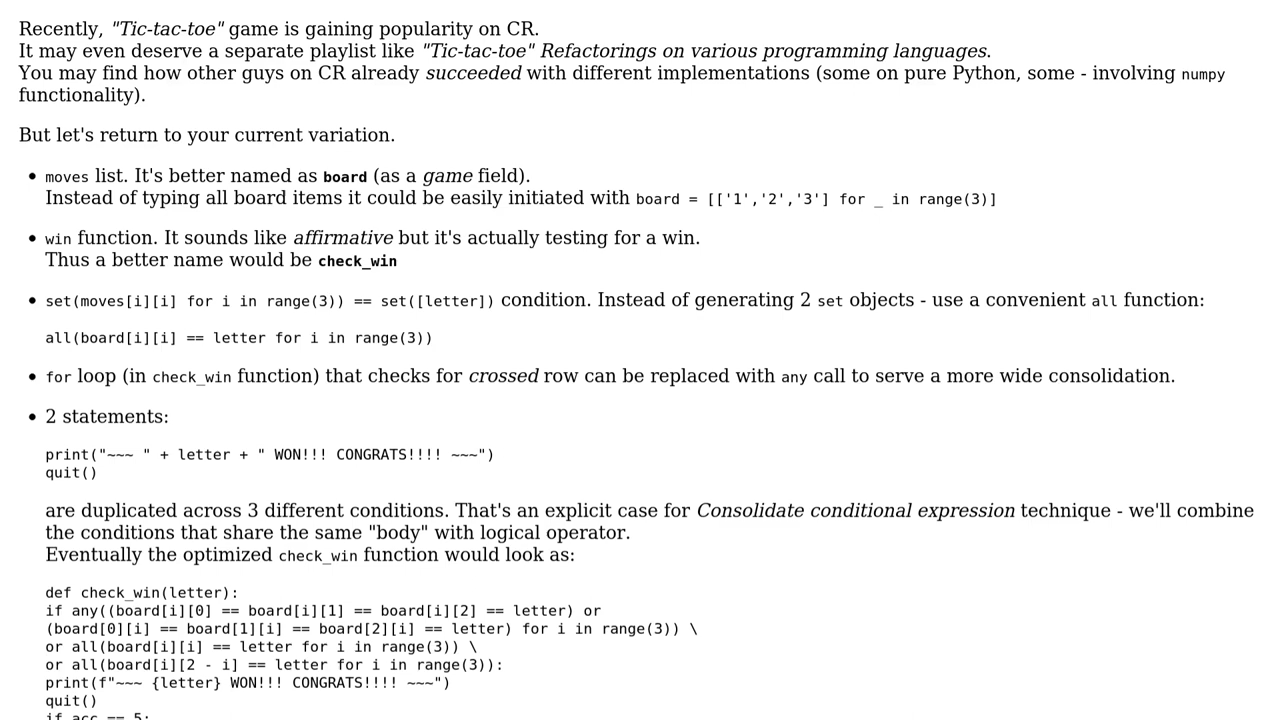 Recently, "Tic-tac-toe" game is gaining popularity on CR.
It may even deserve a separate playlist like "Tic-tac-toe" Refactorings on various programming languages.
You may find how other guys on CR already succeeded with different implementations (some on pure Python, some - involving numpy
functionality).
But let's return to your current variation.
• moves list. It's better named as board (as a game field).
Instead of typing all board items it could be easily initiated with board = [['1','2','3'] for _ in range(3)]
• win function. It sounds like affirmative but it's actually testing for a win.
Thus a better name would be check_win
• set(moves[i][i] for i in range(3)) == set([letter]) condition. Instead of generating 2 set objects - use a convenient all function:
all(board[i][i] == letter for i in range(3))
• for loop (in check_win function) that checks for crossed row can be replaced with any call to serve a more wide consolidation.
• 2 statements:
print("~~~ " + letter + " WON!!! CONGRATS!!!! ~~~")
quit()
are duplicated across 3 different conditions. That's an explicit case for Consolidate conditional expression technique - we'll combine
the conditions that share the same "body" with logical operator.
Eventually the optimized check_win function would look as:
def check_win(letter):
if any((board[i][0] == board[i][1] == board[i][2] == letter) or
(board[0][i] == board[1][i] == board[2][i] == letter) for i in range(3)) \
or all(board[i][i] == letter for i in range(3)) \
or all(board[i][2 - i] == letter for i in range(3)):
print(f"~~~ {letter} WON!!! CONGRATS!!!! ~~~")
quit()
if acc == 5: